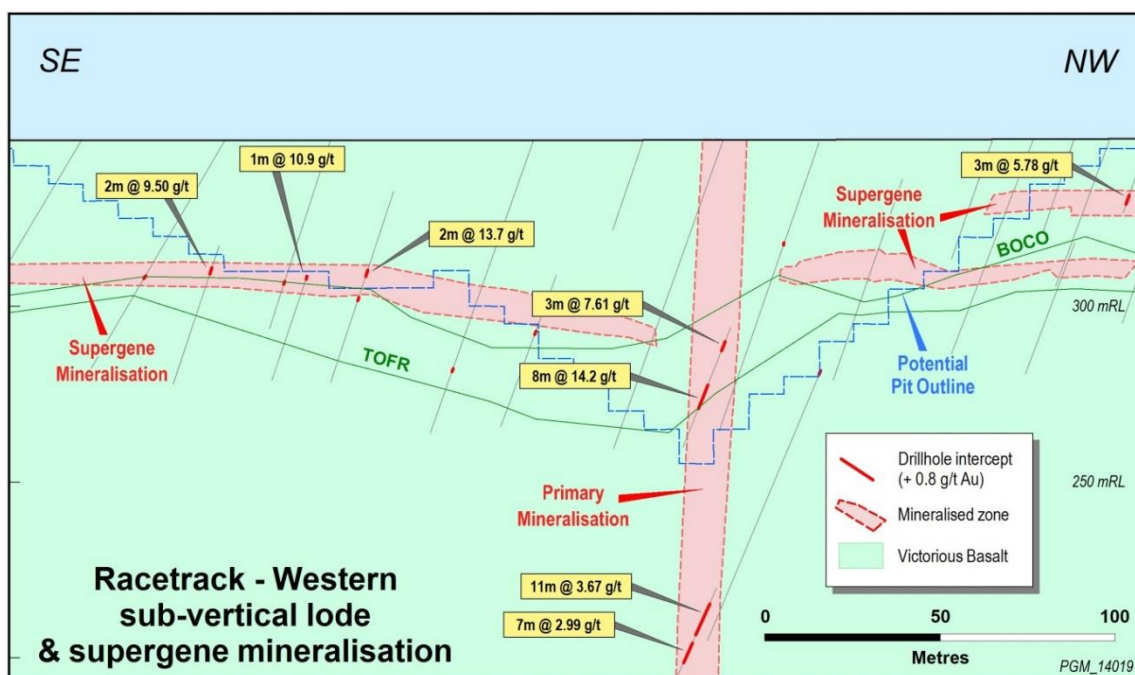 SE
NW
1m @ 10.9 g/t
3m @ 5.78 g/t
2m @ 9.50 g/t
Supergene
Mineralisation
2m @ 13.7 g/t
BOCO
3m @ 7.61 g/t
300 mRL
Supergene
Mineralisation
TOFR
Potential
Pit Outline
8m @ 14.2 g/t
Drillhole intercept
(+ 0.8 g/t Au)
250 mRL
Primary
Mineralisation
Mineralised zone
Victorious Basalt
Racetrack - Western
sub-vertical lode
& supergene mineralisation
11m @ 3.67 g/t
7m @ 2.99 g/t
0 50 100
Metres
PGM_14019